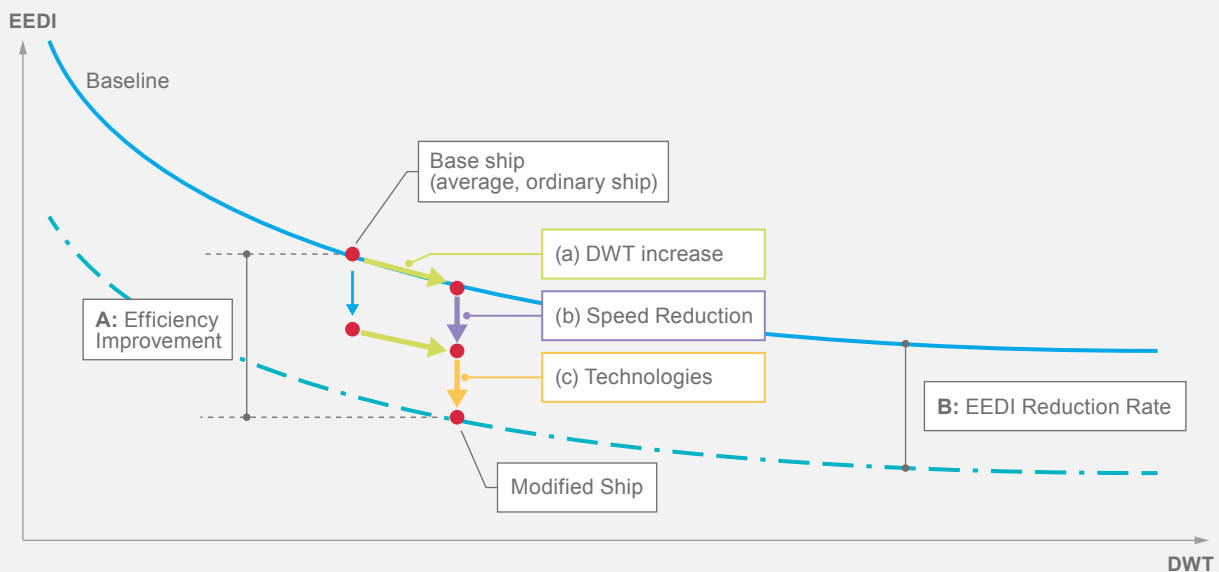 EEDI
Baseline
Base ship
(average, ordinary ship)
(a) DWT increase
(b) Speed Reduction
A: Efficiency
Improvement
(c) Technologies
B: EEDI Reduction Rate
Modified Ship
DWT